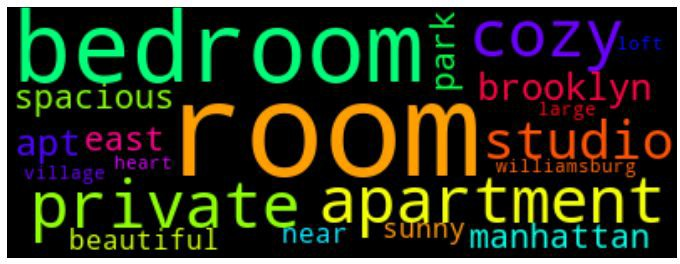 bedroom
park
cozy
loft
spacious
brooklyn
large
room
apt
east
studio
village
heart
williamsburg
private
apartment
beautiful
near
sunny
manhattan